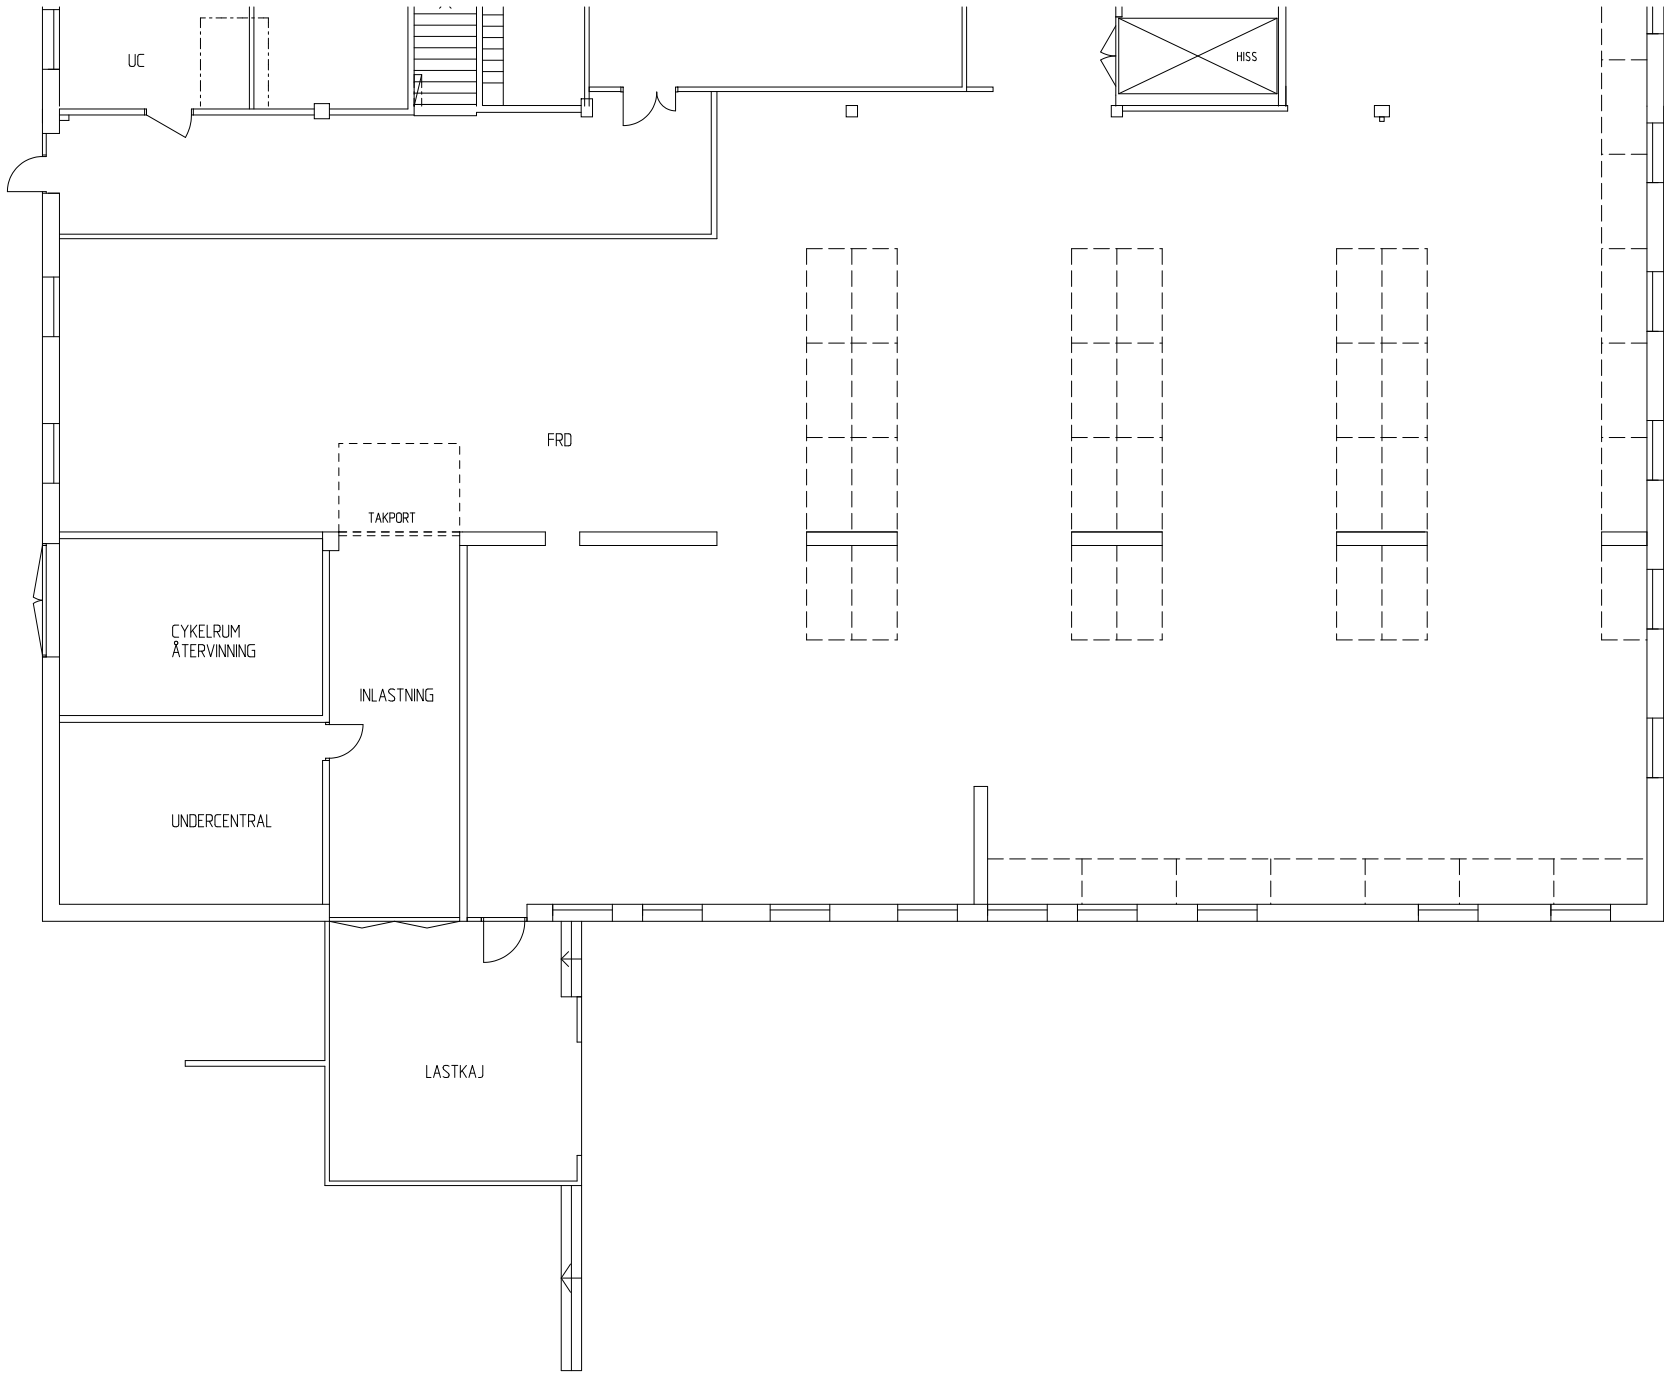 UC
HISS
FRD
TAKPORT
CYKELRUM
ÅTERVINNING
INLASTNING
UNDERCENTRAL
LASTKAJ